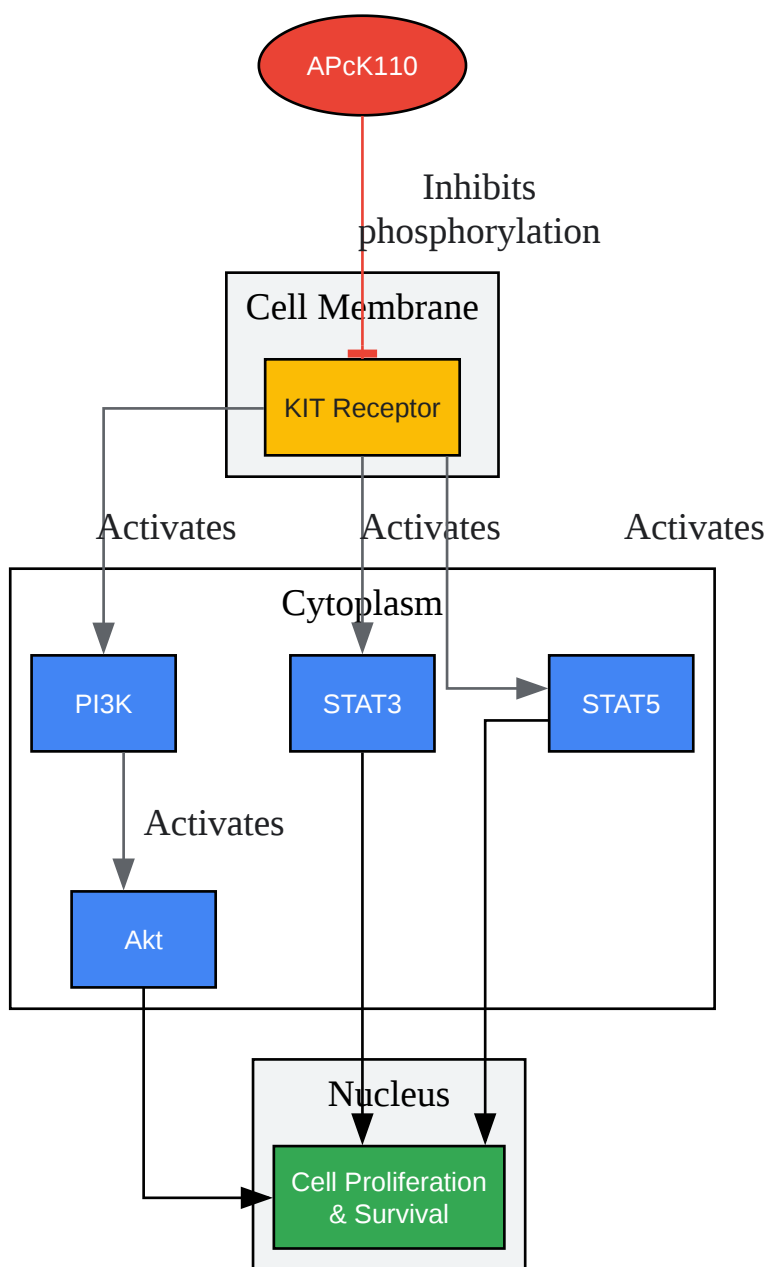 APcK110
Inhibits
phosphorylation
Cell Membrane
KIT Receptor
Activates
Activates
Activates
Cytoplasm
PI3K
STAT3
STAT5
Activates
Akt
Nucleus
Cell Proliferation
& Survival